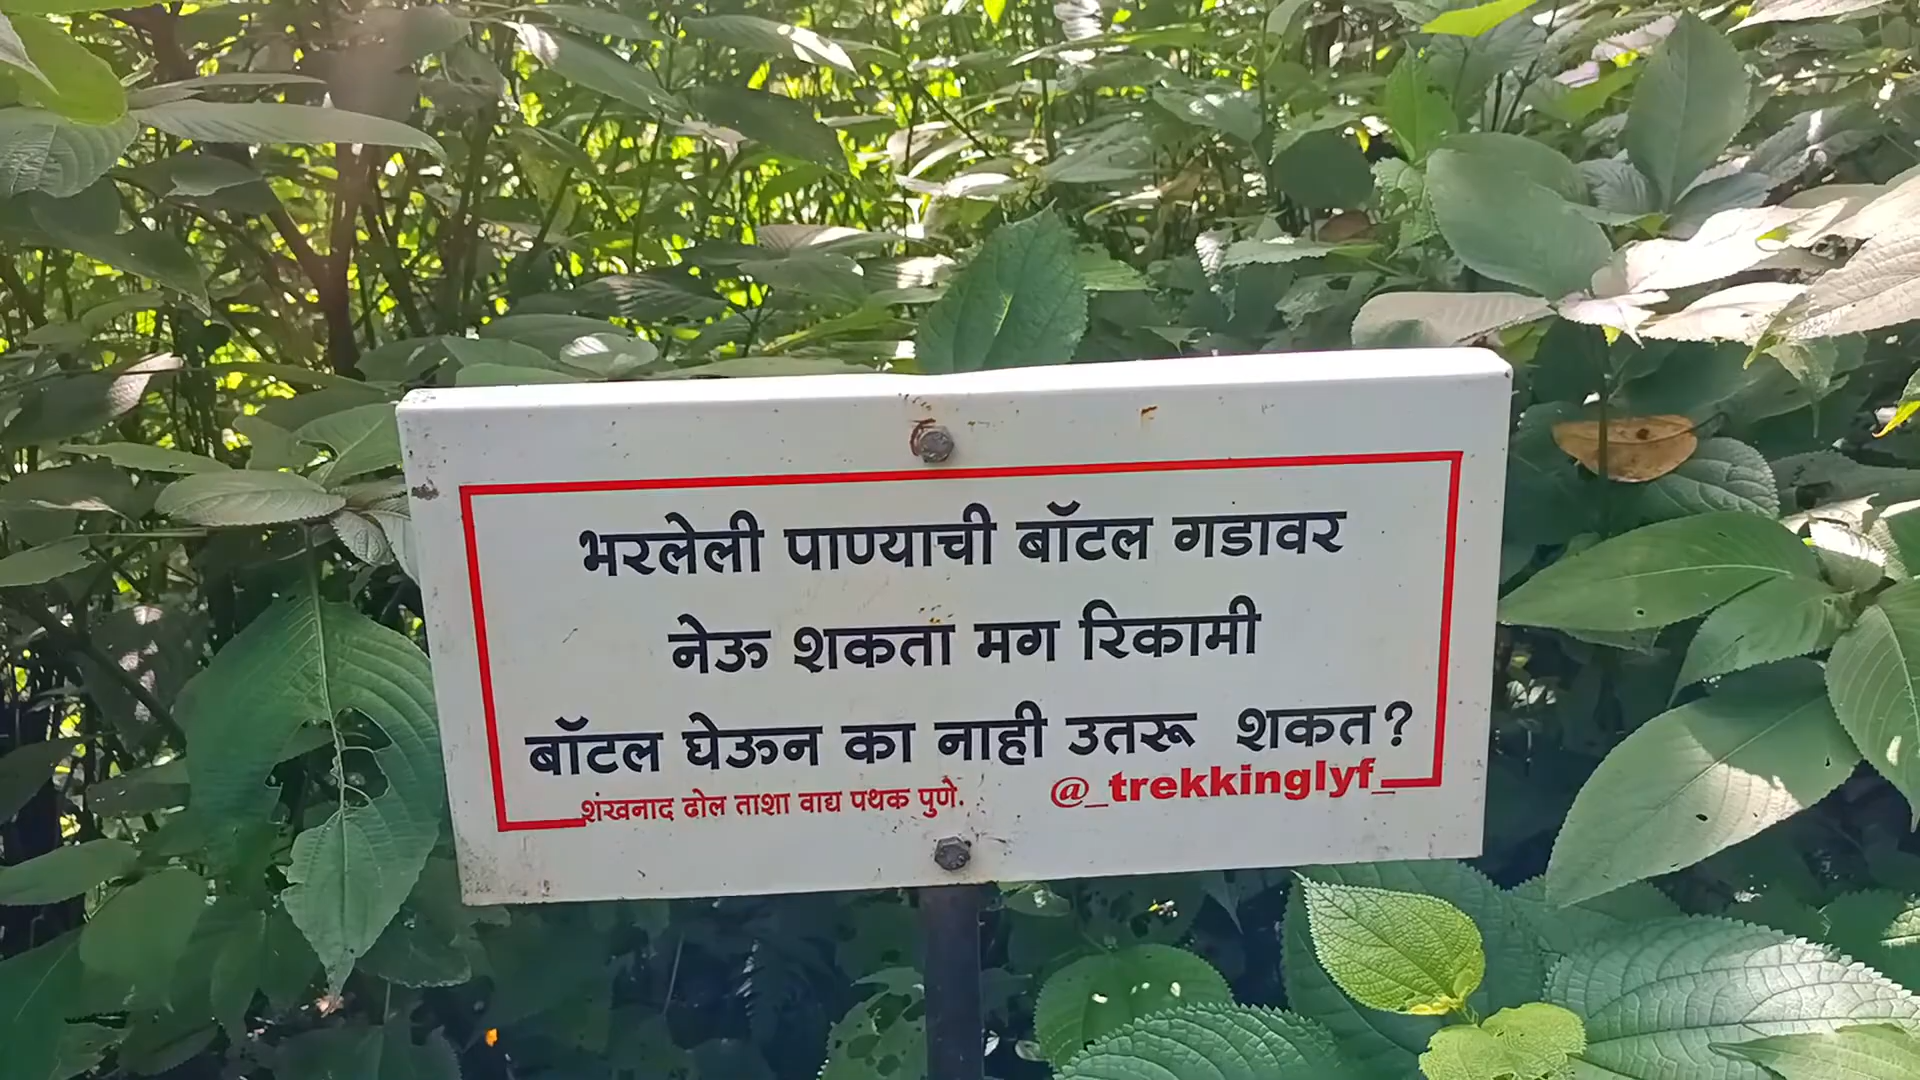 भरलेली पाण्याची बॉटल गडावर
नेऊ शकता मग रिकामी
बॉटल घेऊन का नाही उतरू शकत?
शंखनाद ढोल ताशा वाद्य पथक पुणे. @_trekkinglyf_